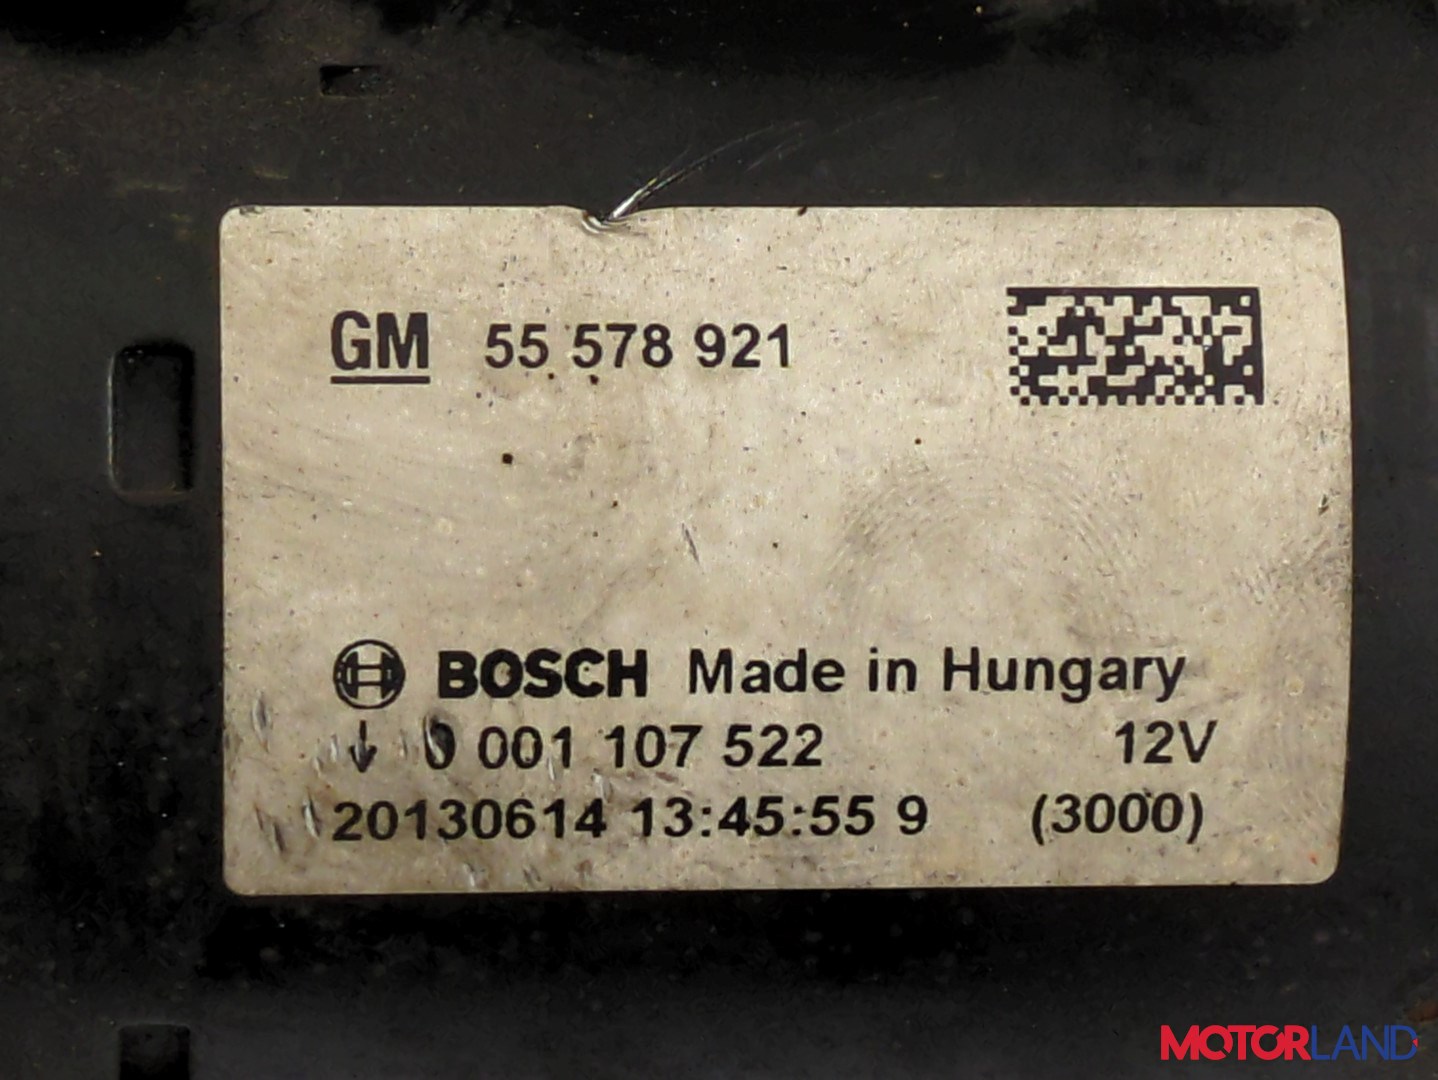 GM 55 578 921
BOSCH Made in Hungary
↓ 0 001 107 522 12V
20130614 13:45:55 9 (3000)
MOTORLAND